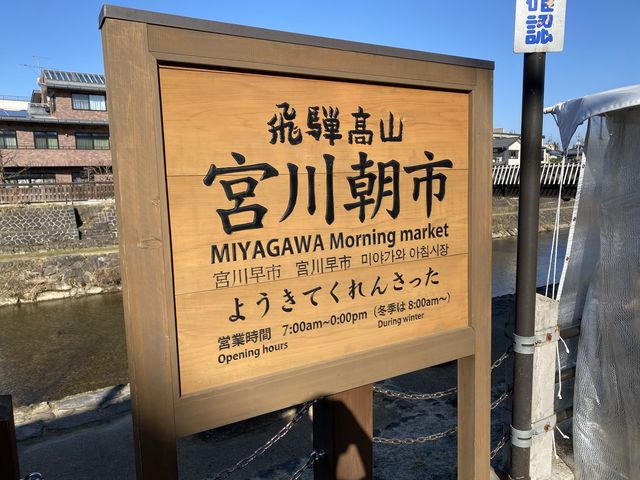 飛騨高山
宮川朝市
MIYAGAWA Morning market
宮川早市 宮川早市 미야가와 아침시장
ようきてくれんさった
営業時間 7:00am~0:00pm（冬季は 8:00am~）
Opening hours During winter
確認